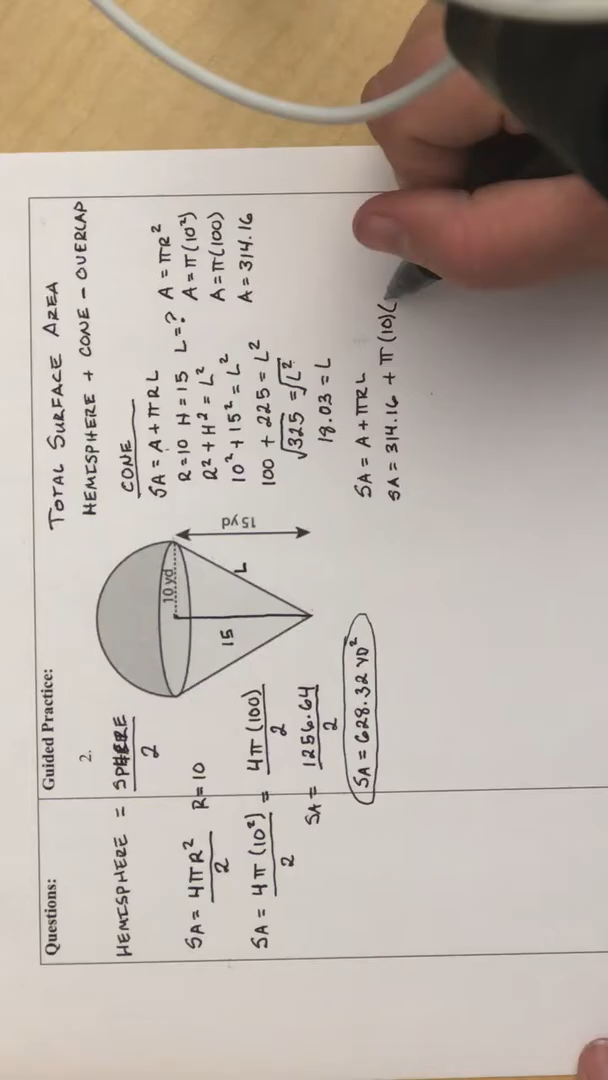 Questions:
Guided Practice:
2.
TOTAL SURFACE AREA
HEMISPHERE + CONE - OVERLAP
HEMISPHERE = SPHERE / 2
SA = 4πR² / 2 R=10
SA = 4π(10²) / 2 = 4π(100) / 2
SA = 1256.64 / 2
SA = 628.32 YD²
10 yd
15
L
15 yd
CONE
SA = A + πRL
R=10 H=15 L=?
R² + H² = L²
10² + 15² = L²
100 + 225 = L²
√325 = √L²
18.03 = L
A = πR²
A = π(10²)
A = π(100)
A = 314.16
SA = A + πRL
SA = 314.16 + π(10)(